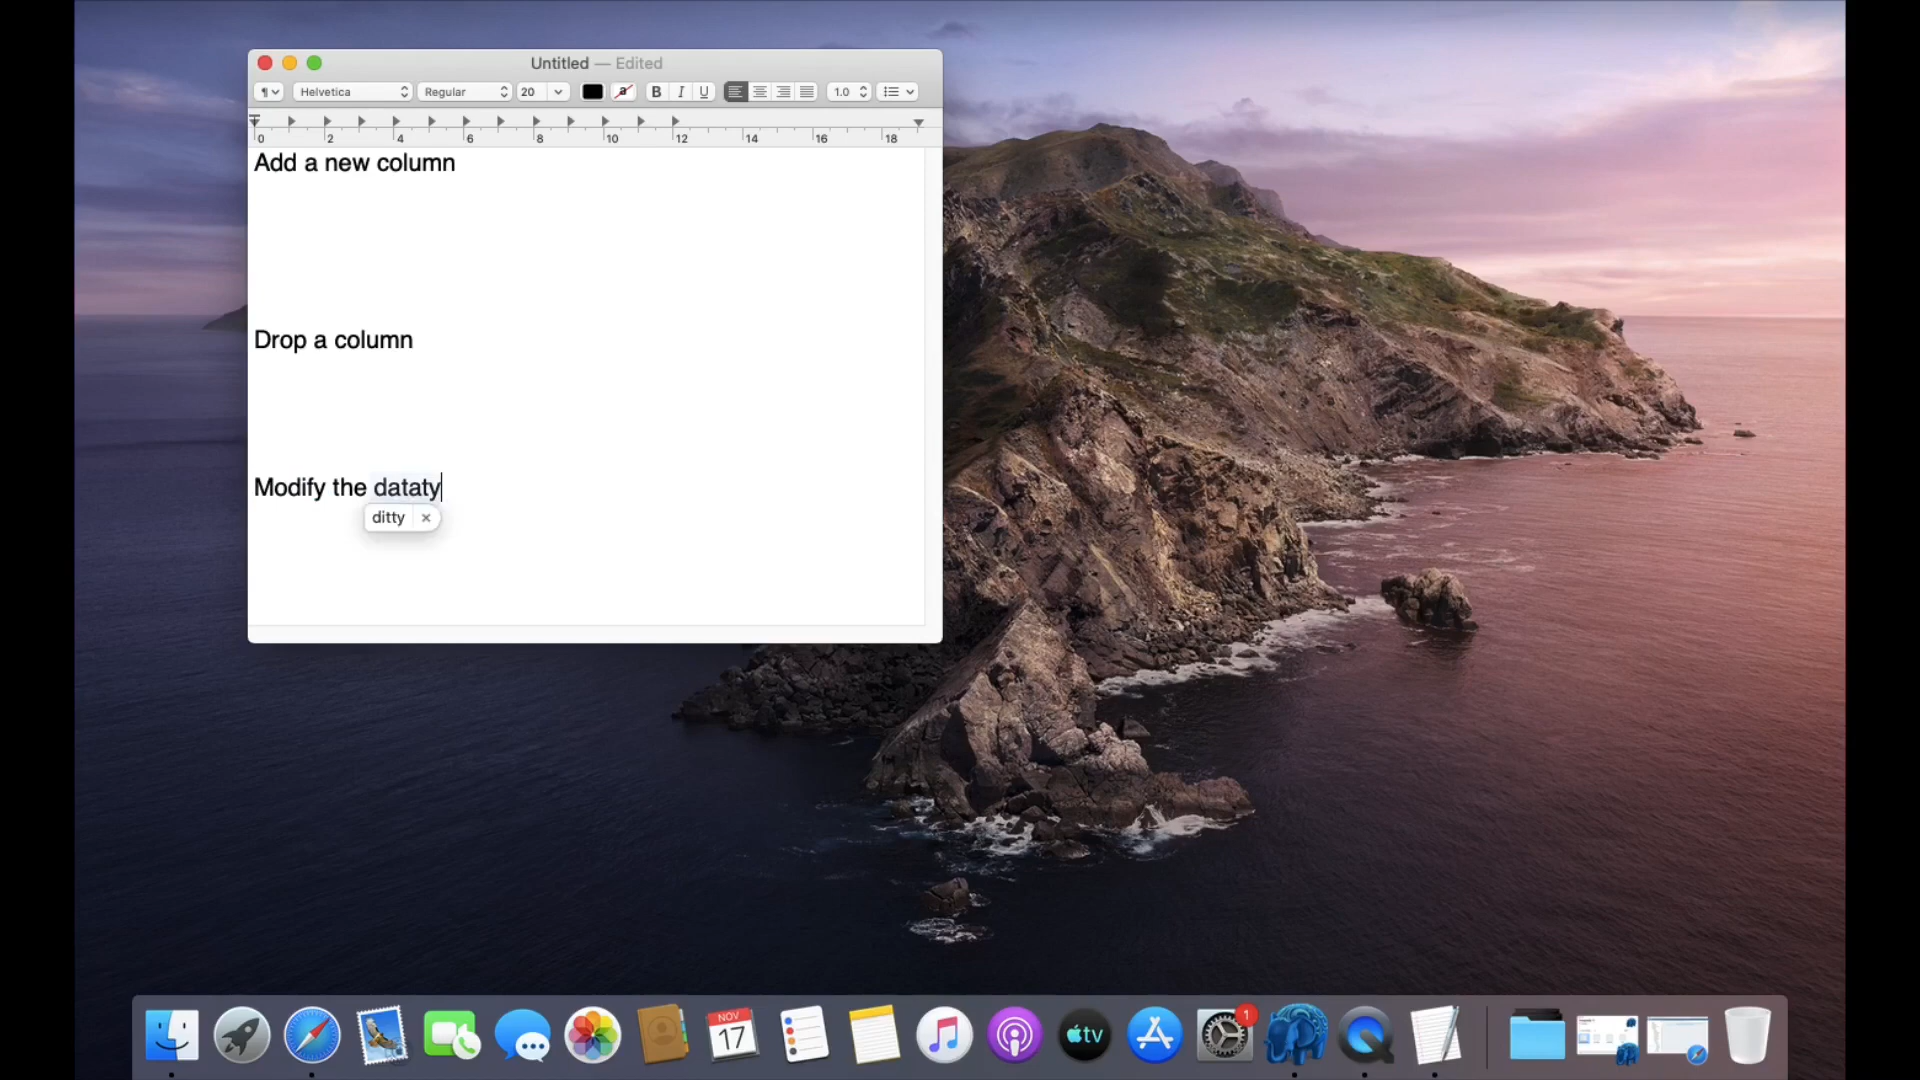 Untitled — Edited
Helvetica Regular 20 a B I U 1.0
0 2 4 6 8 10 12 14 16 18
Add a new column
Drop a column
Modify the dataty
ditty ×
NOV
17
tv
1